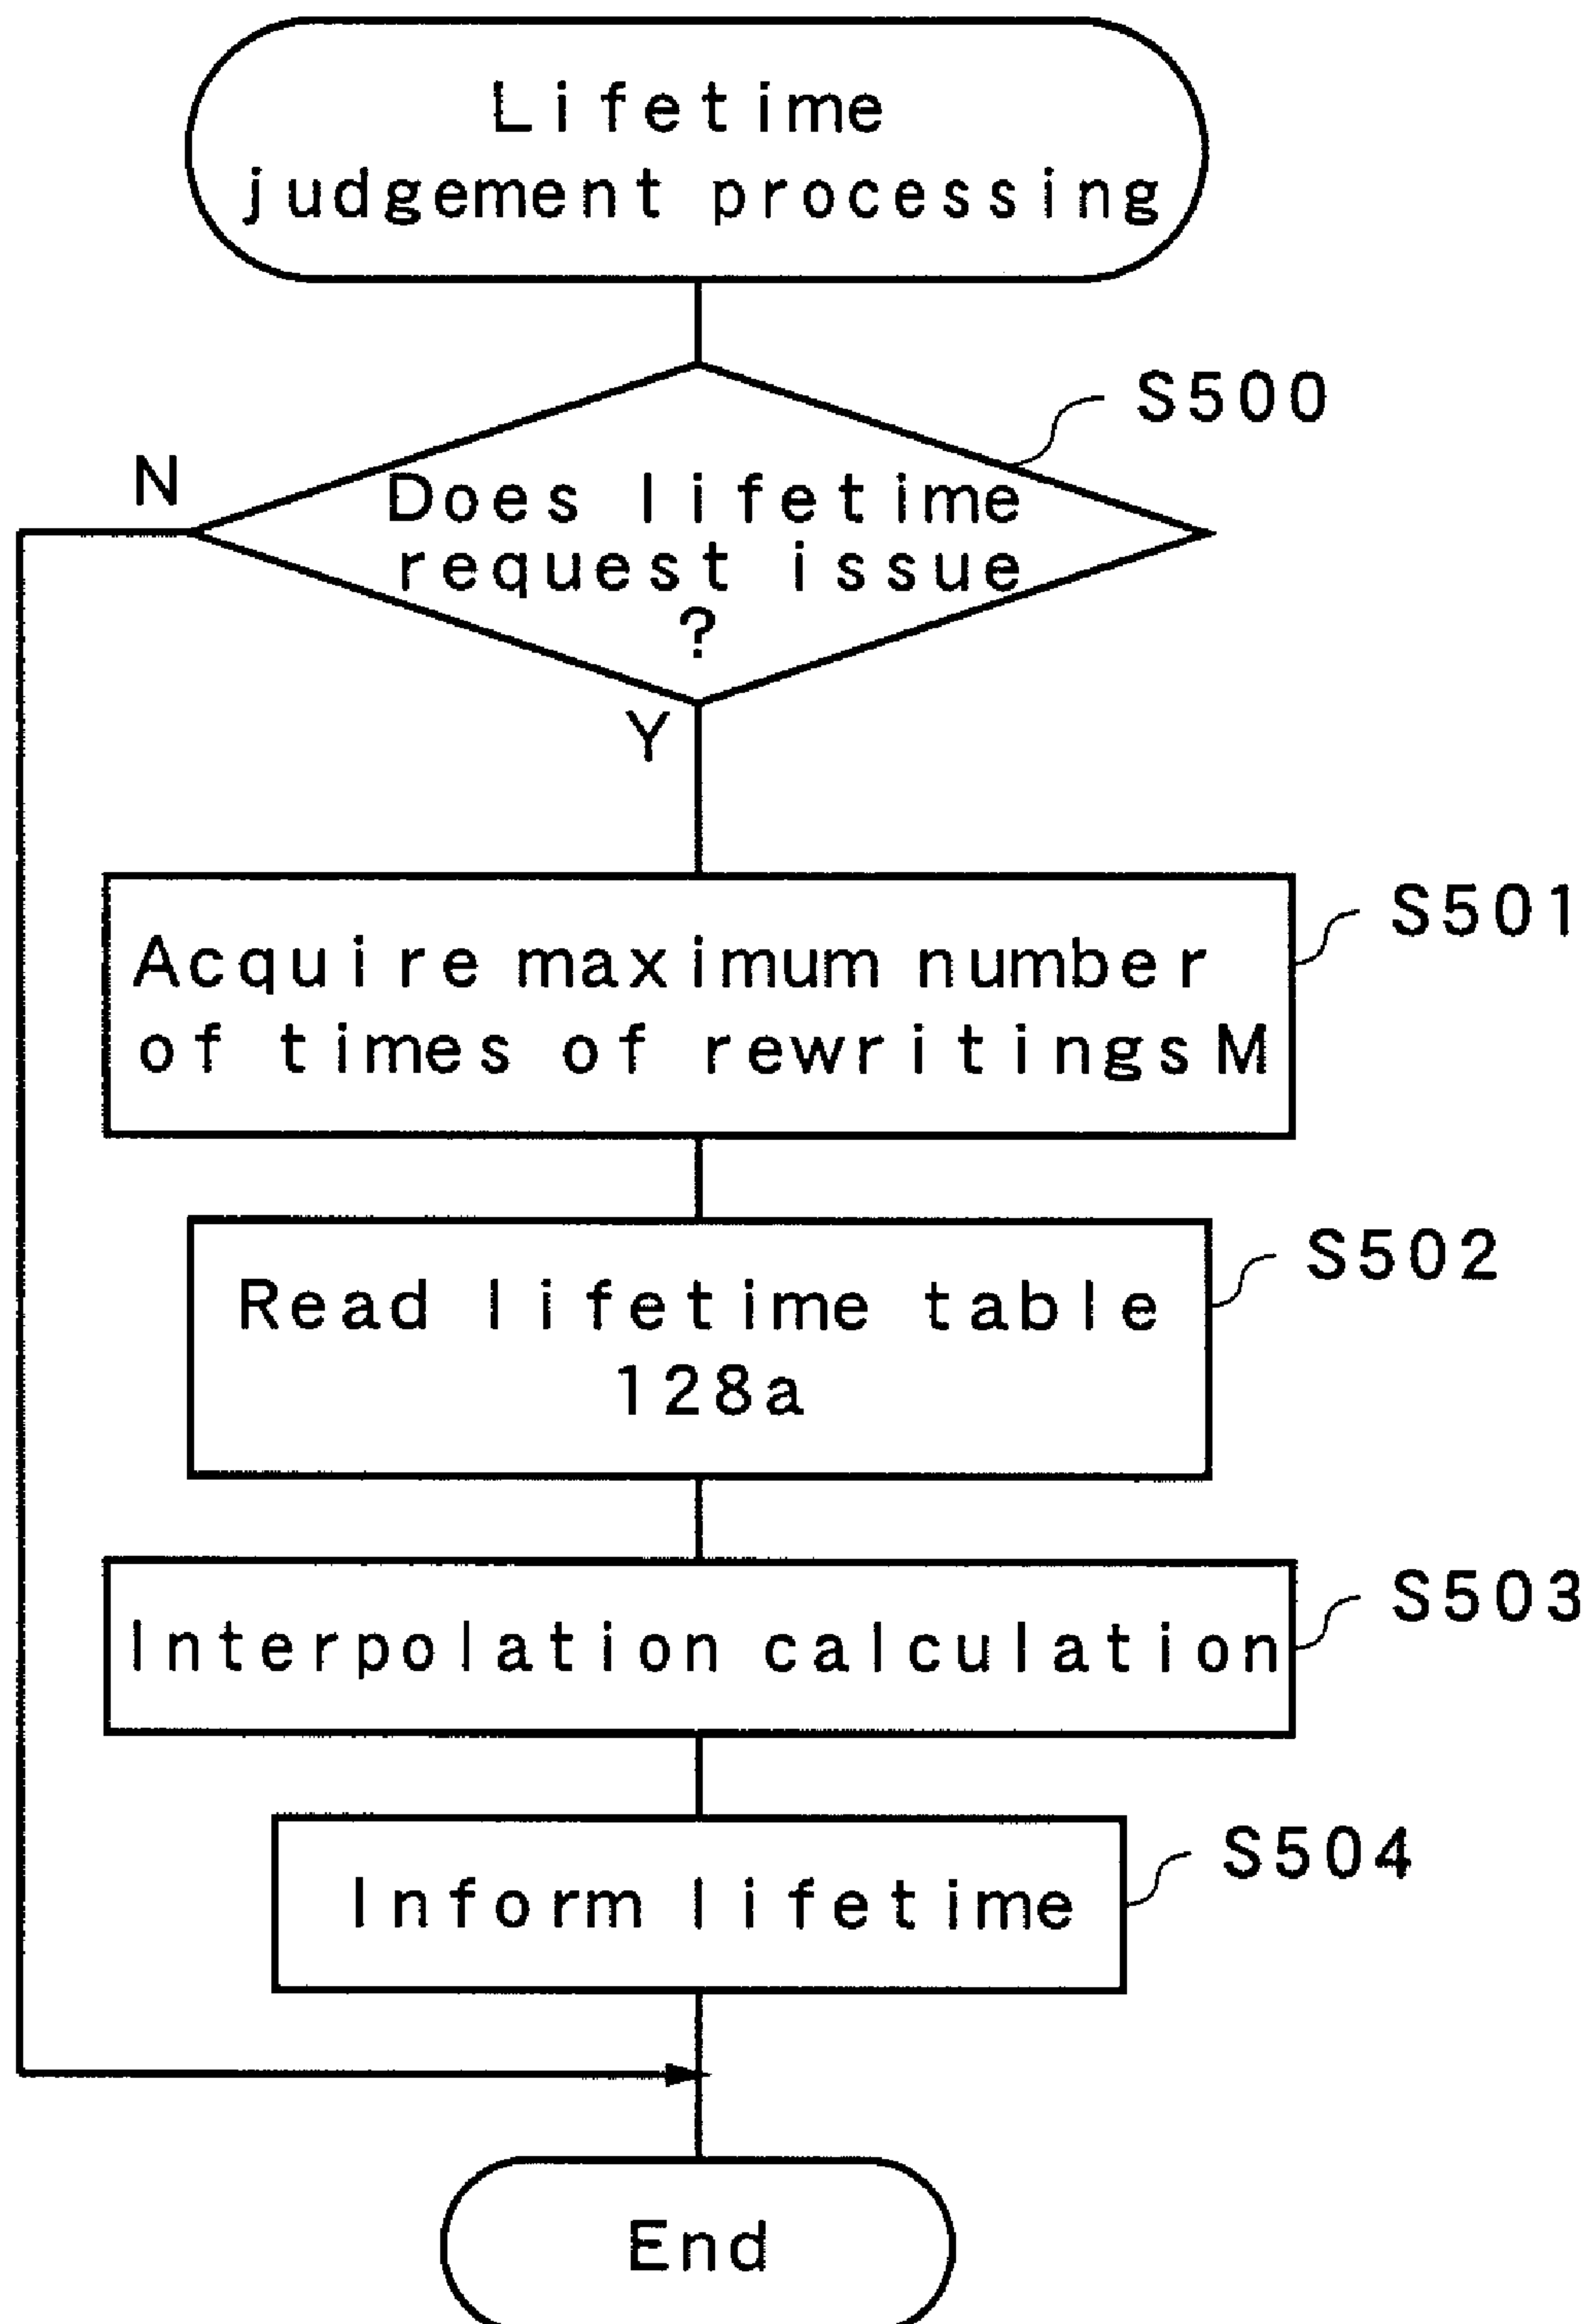 Lifetime
judgement processing
S500
N
Does lifetime
request issue
?
Y
S501
Acquire maximum number
of times of rewritings M
S502
Read lifetime table
128a
S503
Interpolation calculation
S504
Inform lifetime
End